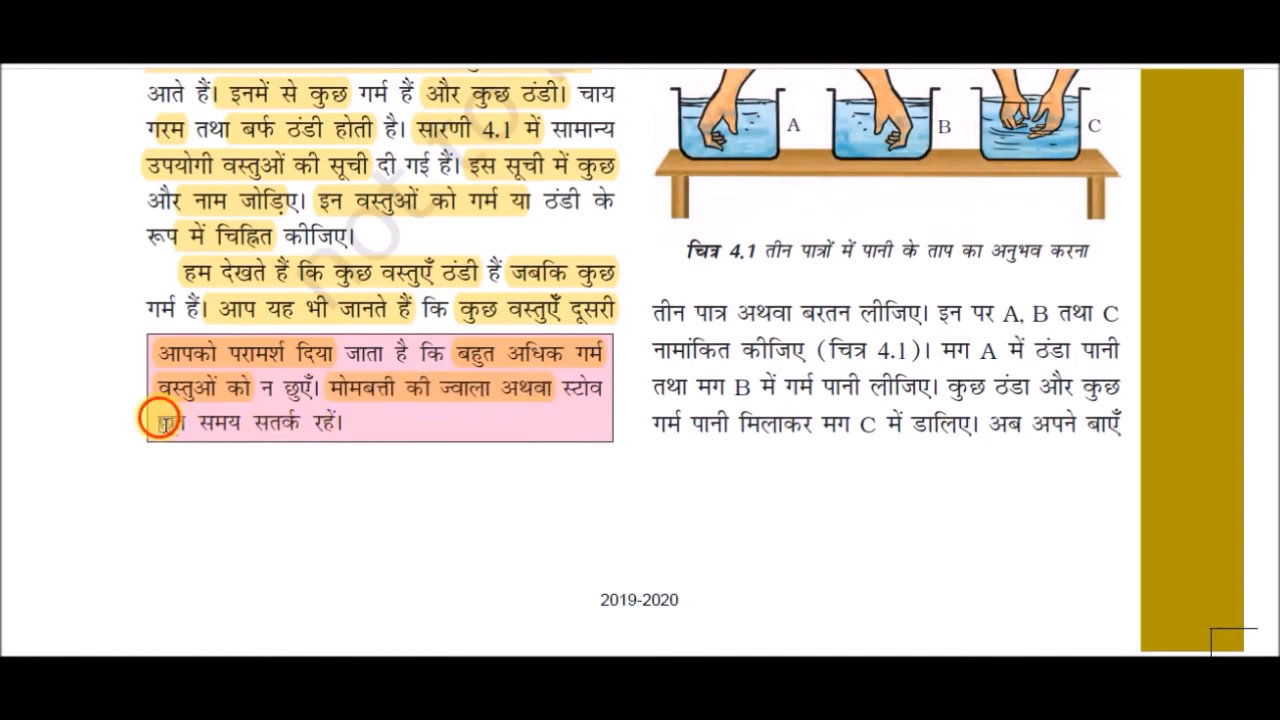 आते हैं। इनमें से कुछ गर्म हैं और कुछ ठंडी। चाय
गरम तथा बर्फ ठंडी होती है। सारणी 4.1 में सामान्य
उपयोगी वस्तुओं की सूची दी गई हैं। इस सूची में कुछ
और नाम जोड़िए। इन वस्तुओं को गर्म या ठंडी के
रूप में चिह्नित कीजिए।
हम देखते हैं कि कुछ वस्तुएँ ठंडी हैं जबकि कुछ
गर्म हैं। आप यह भी जानते हैं कि कुछ वस्तुएँ दूसरी
आपको परामर्श दिया जाता है कि बहुत अधिक गर्म
वस्तुओं को न छुएँ। मोमबत्ती की ज्वाला अथवा स्टोव
समय सतर्क रहें।
A
B
C
चित्र 4.1 तीन पात्रों में पानी के ताप का अनुभव करना
तीन पात्र अथवा बरतन लीजिए। इन पर A, B तथा C
नामांकित कीजिए (चित्र 4.1)। मग A में ठंडा पानी
तथा मग B में गर्म पानी लीजिए। कुछ ठंडा और कुछ
गर्म पानी मिलाकर मग C में डालिए। अब अपने बाएँ
not to
2019-2020